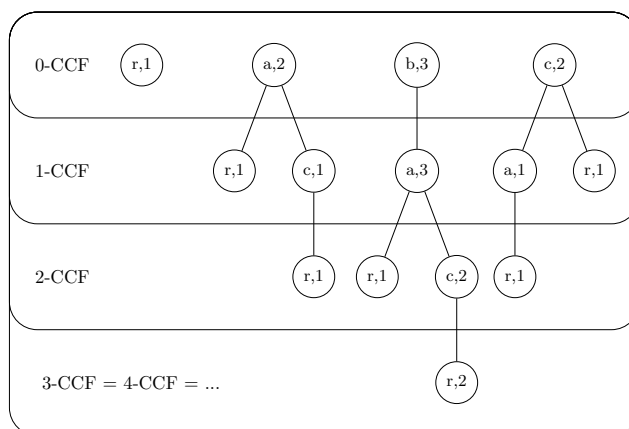 0-CCF r,1 a,2 b,3 c,2
1-CCF r,1 c,1 a,3 a,1 r,1
2-CCF r,1 r,1 c,2 r,1
3-CCF = 4-CCF = ... r,2